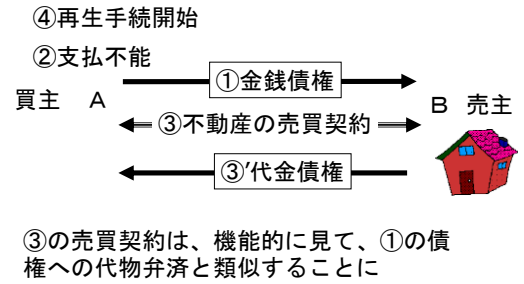 ④再生手続開始
②支払不能
①金銭債権
買主　A
B　売主
③不動産の売買契約
③’代金債権
③の売買契約は、機能的に見て、①の債
権への代物弁済と類似することに